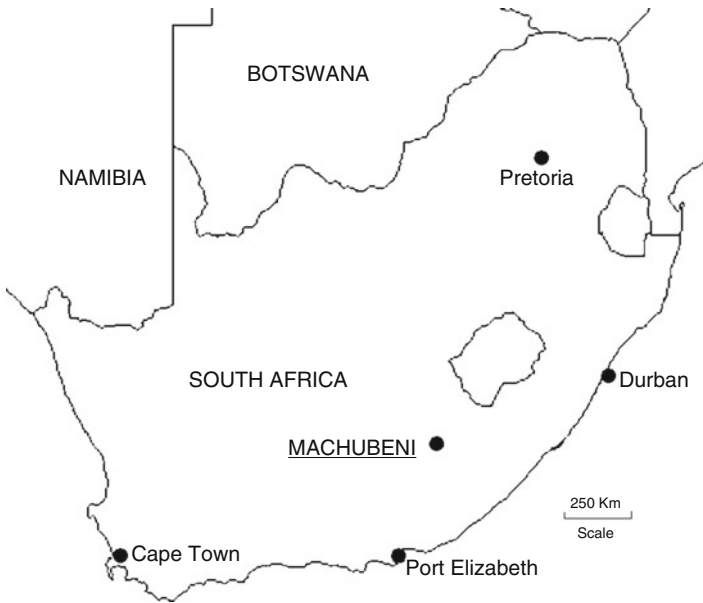 BOTSWANA
NAMIBIA
Pretoria
SOUTH AFRICA
Durban
MACHUBENI
250 Km
Scale
Cape Town
Port Elizabeth